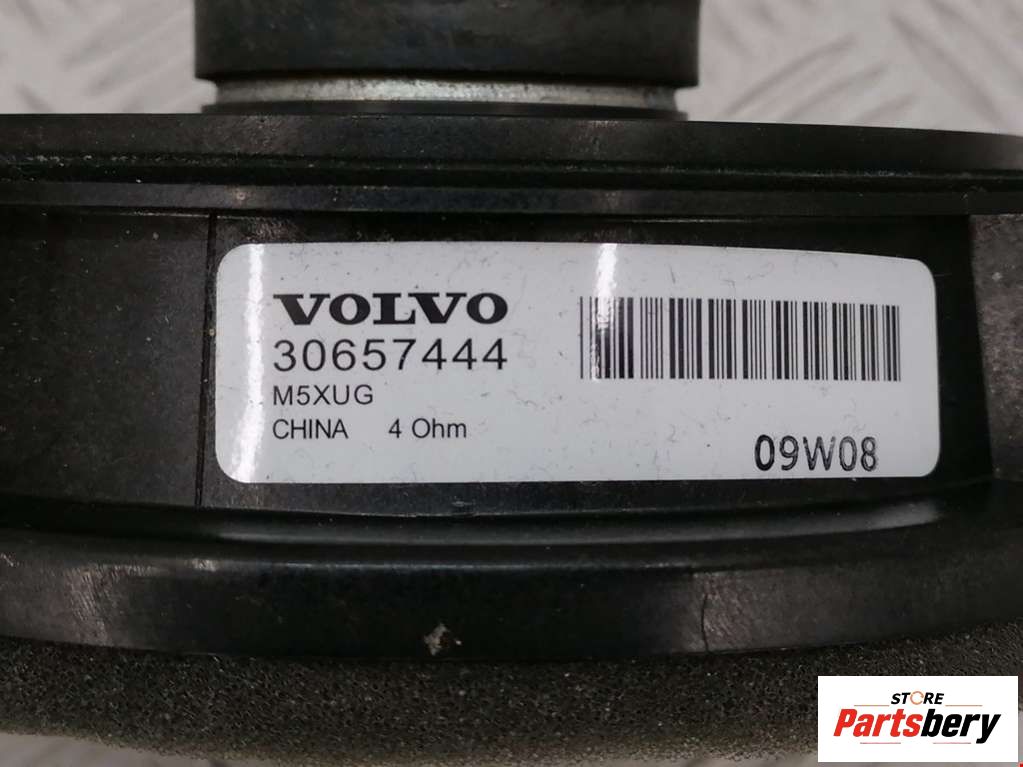 VOLVO
30657444
M5XUG
CHINA 4 Ohm
09W08
STORE
Partsbery